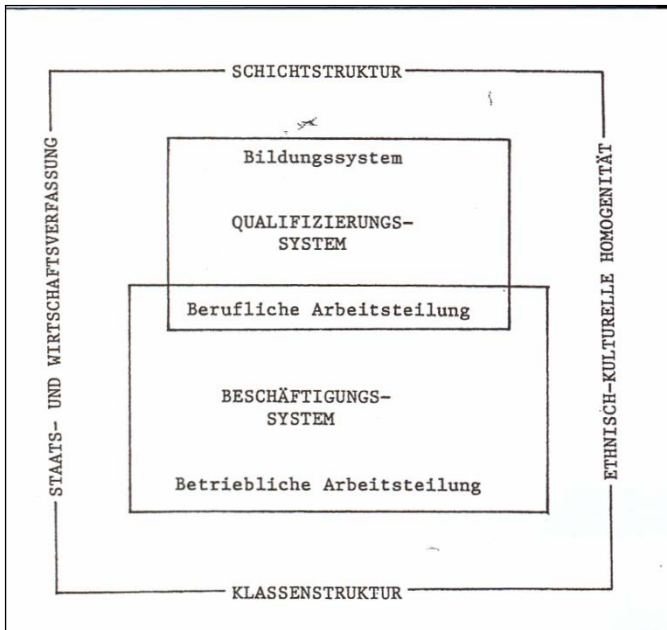 SCHICHTSTRUKTUR
STAATS- UND WIRTSCHAFTSVERFASSUNG
Bildungssystem
QUALIFIZIERUNGS-
SYSTEM
Berufliche Arbeitsteilung
BESCHÄFTIGUNGS-
SYSTEM
Betriebliche Arbeitsteilung
ETHNISCH-KULTURELLE HOMOGENITÄT
KLASSENSTRUKTUR